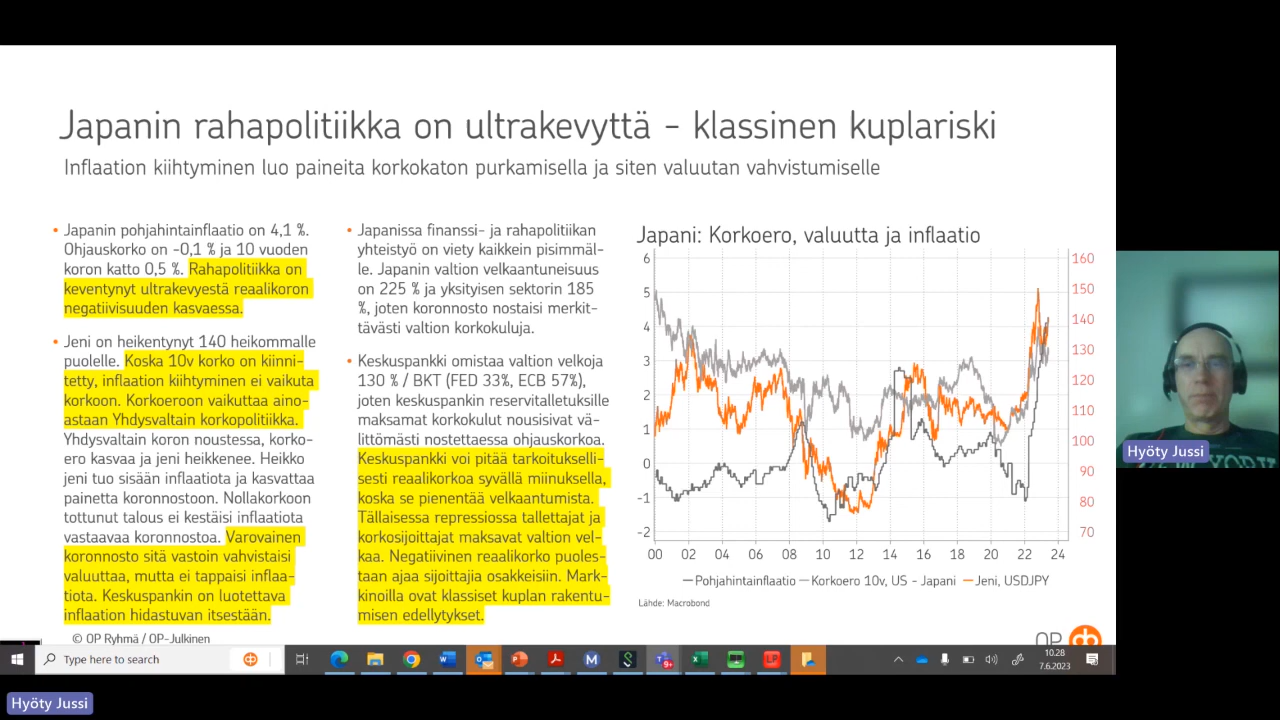 Japanin rahapolitiikka on ultrakevyttä – klassinen kuplariski
Inflaation kiihtyminen luo paineita korkokaton purkamisella ja siten valuutan vahvistumiselle
• Japanin pohjahintainflaatio on 4,1 %.
Ohjauskorko on -0,1 % ja 10 vuoden
koron katto 0,5 %. Rahapolitiikka on
keventynyt ultrakevyestä reaalikoron
negatiivisuuden kasvaessa.
• Jeni on heikentynyt 140 heikommalle
puolelle. Koska 10v korko on kiinni-
tetty, inflaation kiihtyminen ei vaikuta
korkoon. Korkoeroon vaikuttaa aino-
astaan Yhdysvaltain korkopolitiikka.
Yhdysvaltain koron noustessa, korko-
ero kasvaa ja jeni heikkenee. Heikko
jeni tuo sisään inflaatiota ja kasvattaa
painetta koronnostoon. Nollakorkoon
tottunut talous ei kestäisi inflaatiota
vastaavaa koronnostoa. Varovainen
koronnosto sitä vastoin vahvistaisi
valuuttaa, mutta ei tappaisi inflaa-
tiota. Keskuspankin on luotettava
inflaation hidastuvan itsestään.
• Japanissa finanssi- ja rahapolitiikan
yhteistyö on viety kaikkein pisimmäl-
le. Japanin valtion velkaantuneisuus
on 225 % ja yksityisen sektorin 185
%, joten koronnosto nostaisi merkit-
tävästi valtion korkokuluja.
• Keskuspankki omistaa valtion velkoja
130 % / BKT (FED 33%, ECB 57%),
joten keskuspankin reservitalletuksille
maksamat korkokulut nousisivat vä-
littömästi nostettaessa ohjauskorkoa.
Keskuspankki voi pitää tarkoitukselli-
sesti reaalikorkoa syvällä miinuksella,
koska se pienentää velkaantumista.
Tällaisessa repressiossa tallettajat ja
korkosijoittajat maksavat valtion vel-
kaa. Negatiivinen reaalikorko puoles-
taan ajaa sijoittajia osakkeisiin. Mark-
kinoilla ovat klassiset kuplan rakentu-
misen edellytykset.
Japani: Korkoero, valuutta ja inflaatio
6
5
4
3
2
1
0
-1
-2
160
150
140
130
120
110
100
90
80
70
00 02 04 06 08 10 12 14 16 18 20 22 24
Pohjahintainflaatio Korkoero 10v, US - Japani Jeni, USDJPY
Lähde: Macrobond
© OP Ryhmä / OP-Julkinen
OP
Type here to search
10.28
7.6.2023
Hyöty Jussi
YORK
Hyöty Jussi